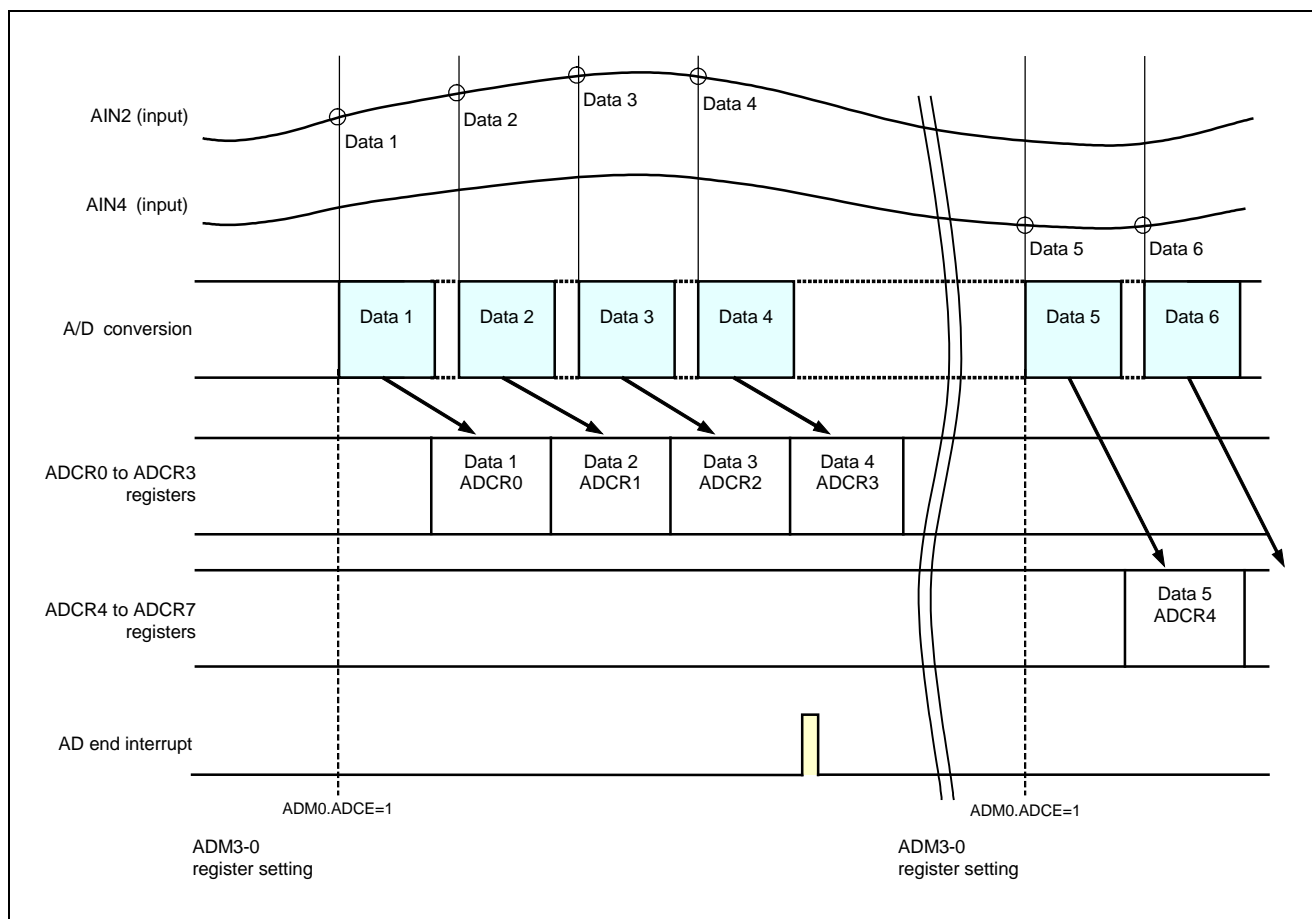 AIN2 (input)
Data 1
Data 2
Data 3
Data 4
AIN4 (input)
Data 5
Data 6
A/D conversion
Data 1
Data 2
Data 3
Data 4
Data 5
Data 6
ADCR0 to ADCR3
registers
Data 1
ADCR0
Data 2
ADCR1
Data 3
ADCR2
Data 4
ADCR3
ADCR4 to ADCR7
registers
Data 5
ADCR4
AD end interrupt
ADM0.ADCE=1
ADM0.ADCE=1
ADM3-0
register setting
ADM3-0
register setting